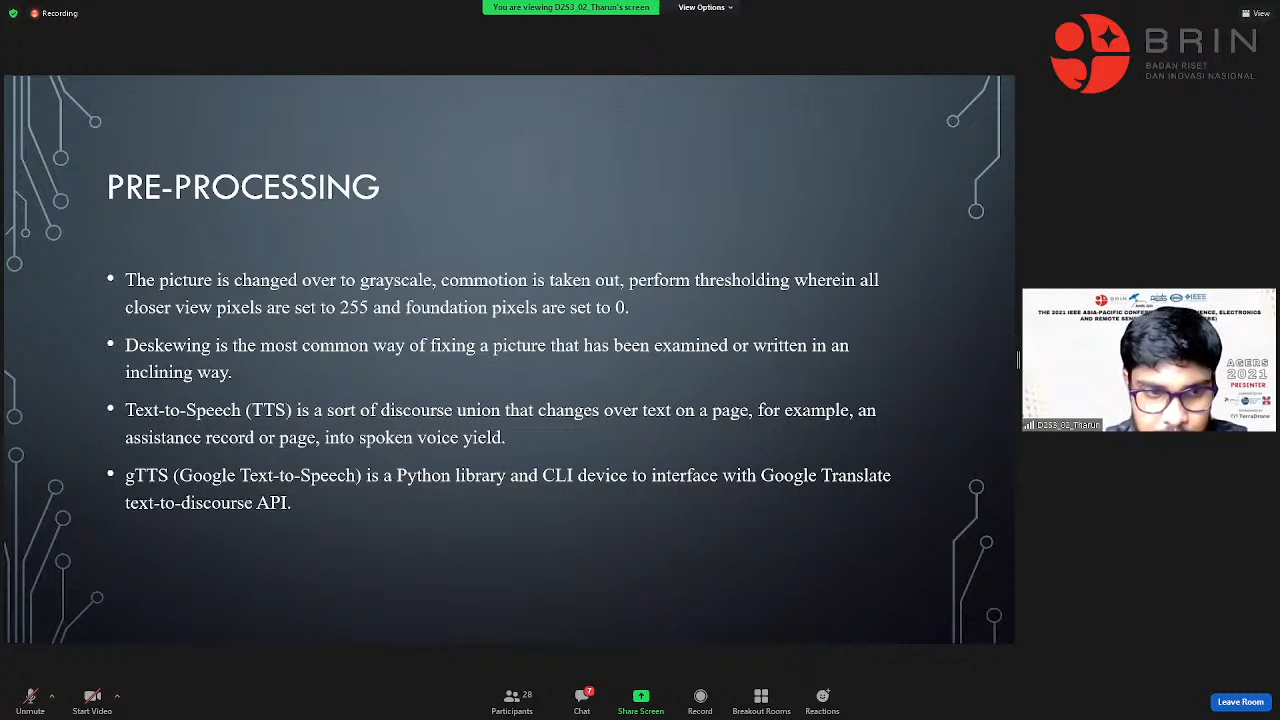 Recording
You are viewing D2S3_02_Tharun's screen
View Options
View
BRIN
BADAN RISET
DAN INOVASI NASIONAL
PRE-PROCESSING
The picture is changed over to grayscale, commotion is taken out, perform thresholding wherein all
closer view pixels are set to 255 and foundation pixels are set to 0.
Deskewing is the most common way of fixing a picture that has been examined or written in an
inclining way.
Text-to-Speech (TTS) is a sort of discourse union that changes over text on a page, for example, an
assistance record or page, into spoken voice yield.
gTTS (Google Text-to-Speech) is a Python library and CLI device to interface with Google Translate
text-to-discourse API.
BRIN
IEEE
THE 2021 IEEE ASIA-PACIFIC ELECTRONICS
AND REMOTE
AGERS
2021
PRESENTER
TerraDrone
D2S3_02_Tharun
Unmute
Start Video
Participants
28
Chat
7
Share Screen
Record
Breakout Rooms
Reactions
Leave Room